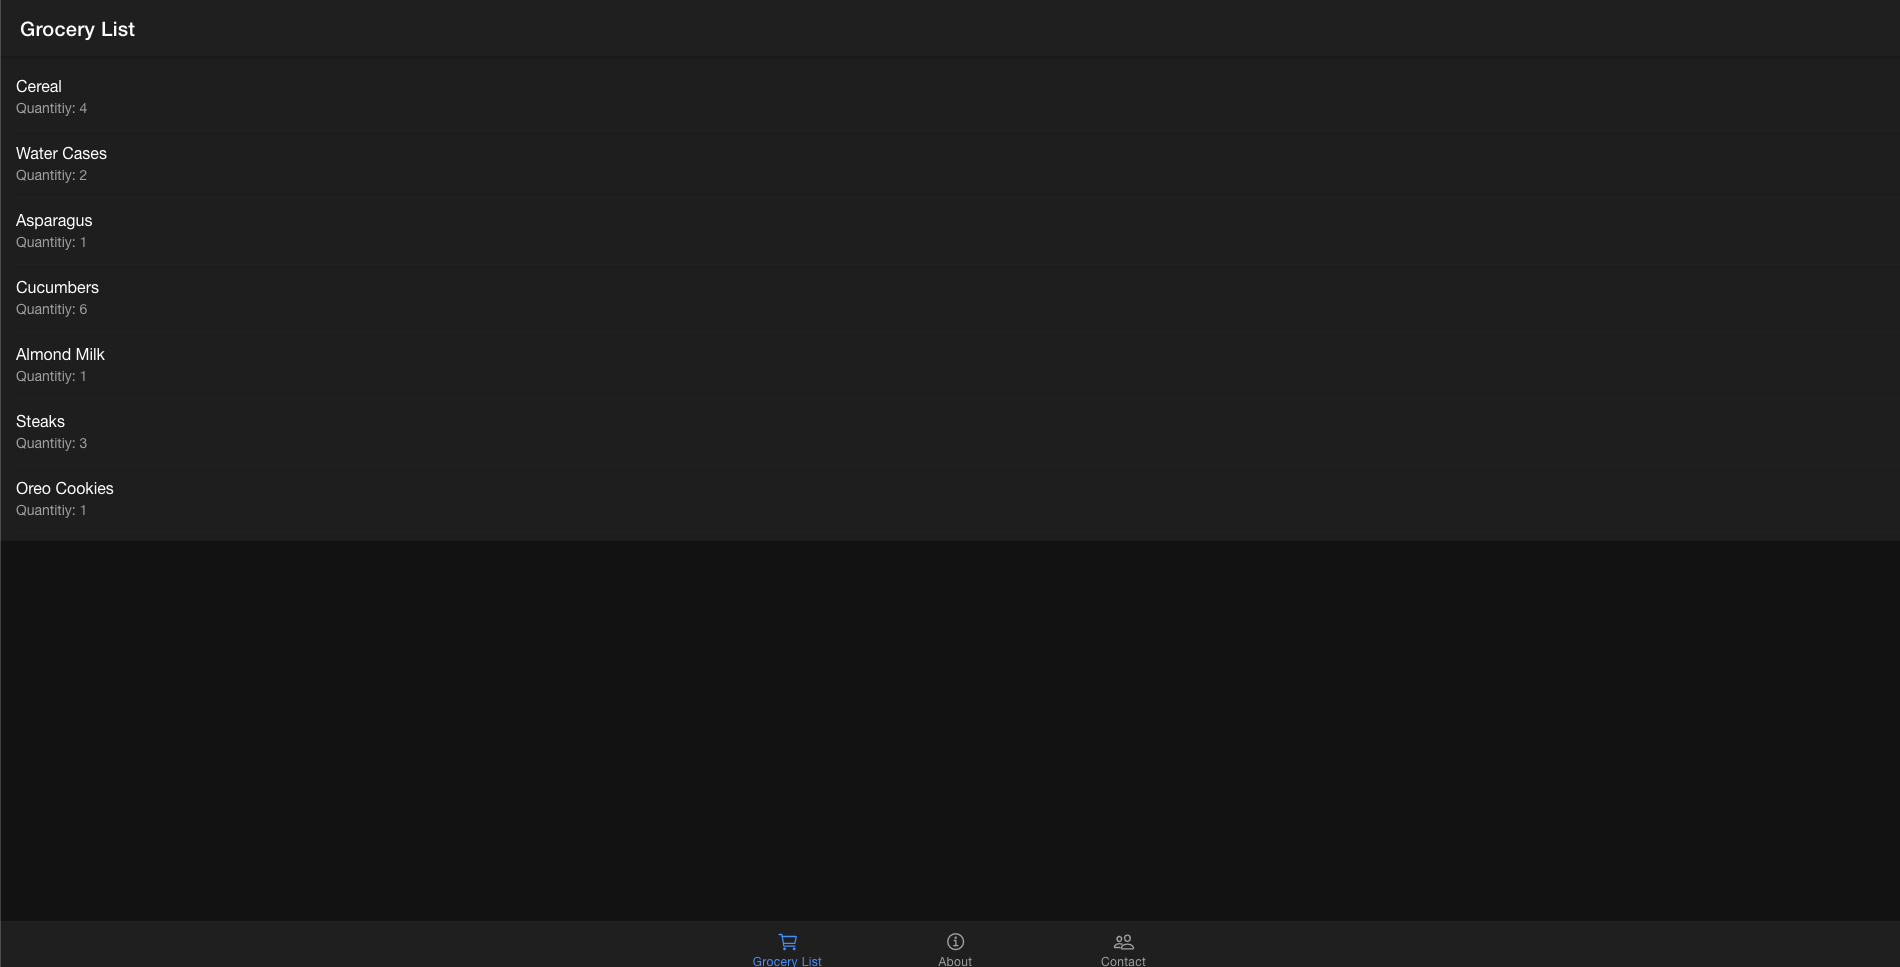 Grocery List
Cereal
Quantitiy: 4
Water Cases
Quantitiy: 2
Asparagus
Quantitiy: 1
Cucumbers
Quantitiy: 6
Almond Milk
Quantitiy: 1
Steaks
Quantitiy: 3
Oreo Cookies
Quantitiy: 1
Grocery List About Contact